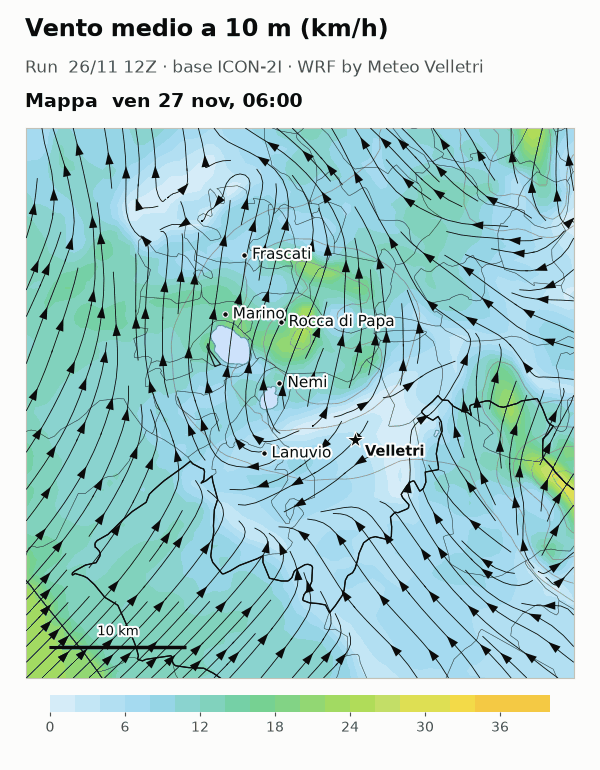 Vento medio a 10 m (km/h)
Run 26/11 12Z · base ICON-2I · WRF by Meteo Velletri
Mappa ven 27 nov, 06:00
Frascati
Marino
Rocca di Papa
Nemi
Velletri
Lanuvio
10 km
0 6 12 18 24 30 36